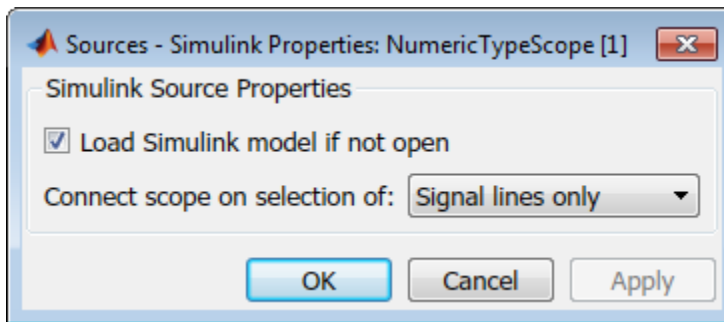 Sources - Simulink Properties: NumericTypeScope [1]
Simulink Source Properties
Load Simulink model if not open
Connect scope on selection of: Signal lines only
OK Cancel Apply